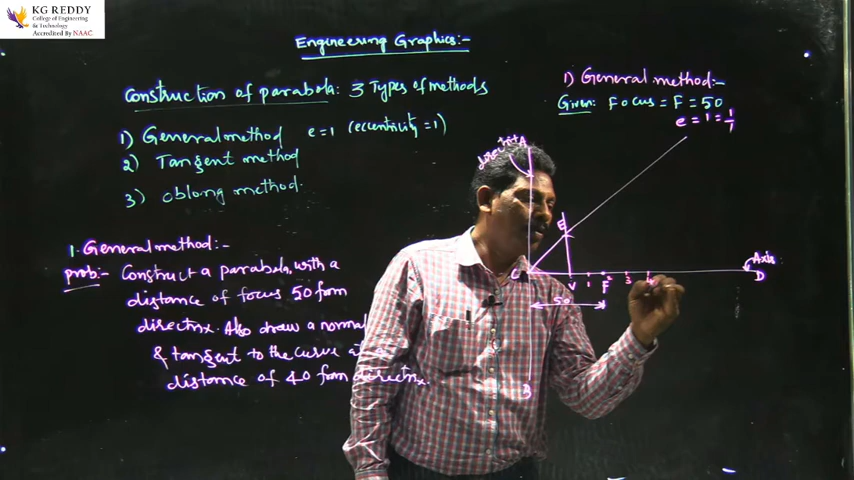 KG REDDY
College of Engineering
& Technology
Accredited By NAAC
Engineering Graphics:-
Construction of parabola: 3 Types of methods
1) General method e=1 (eccentricity =1)
2) Tangent method
3) oblong method.
1. General method:-
prob:- Construct a parabola, with a
distance of focus 50 from
directrix. Also draw a normal
& tangent to the curve at a
distance of 40 from directrix.
1) General method:-
Given: Focus = F = 50
e = 1 = 1/1
directrix A
E
C V 1 F 2 3
Axis
D
50
B